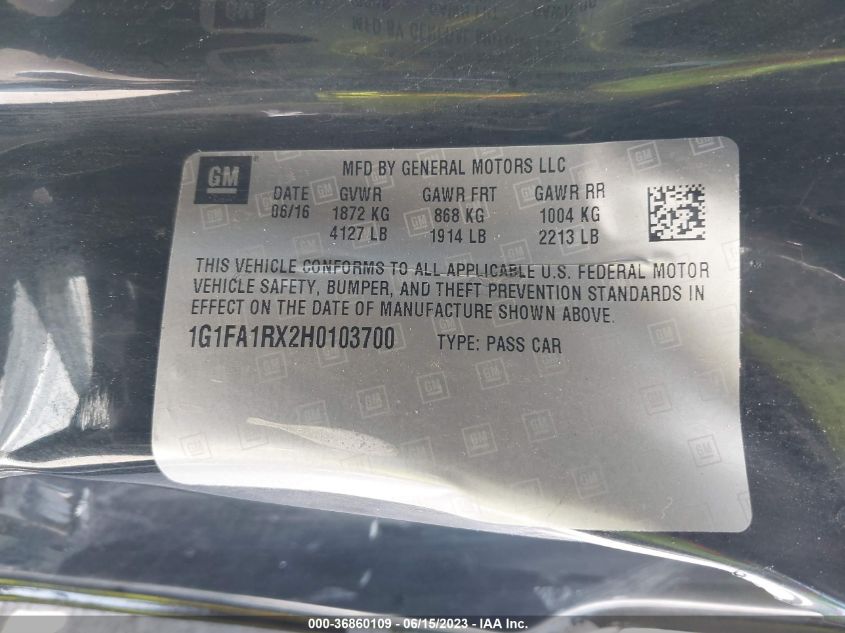 GM
MFD BY GENERAL MOTORS LLC
DATE GVWR GAWR FRT GAWR RR
06/16 1872 KG 868 KG 1004 KG
4127 LB 1914 LB 2213 LB
THIS VEHICLE CONFORMS TO ALL APPLICABLE U.S. FEDERAL MOTOR
VEHICLE SAFETY, BUMPER, AND THEFT PREVENTION STANDARDS IN
EFFECT ON THE DATE OF MANUFACTURE SHOWN ABOVE.
1G1FA1RX2H0103700 TYPE: PASS CAR
000-36860109 - 06/15/2023 - IAA Inc.